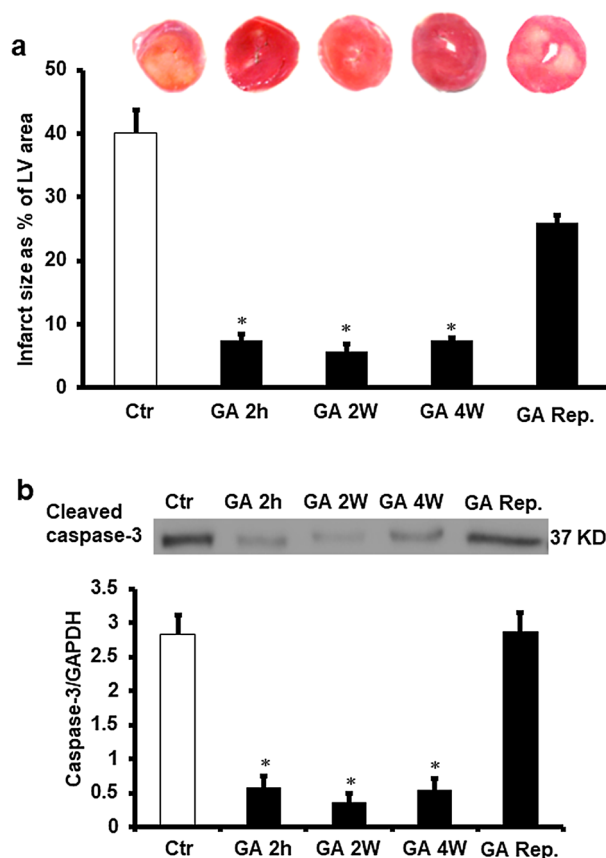 a
Infarct size as % of LV area
50
40
30
20
10
0
*
*
*
Ctr GA 2h GA 2W GA 4W GA Rep.
b
Cleaved
caspase-3
Ctr GA 2h GA 2W GA 4W GA Rep.
37 KD
Caspase-3/GAPDH
3.5
3
2.5
2
1.5
1
0.5
0
*
*
*
Ctr GA 2h GA 2W GA 4W GA Rep.